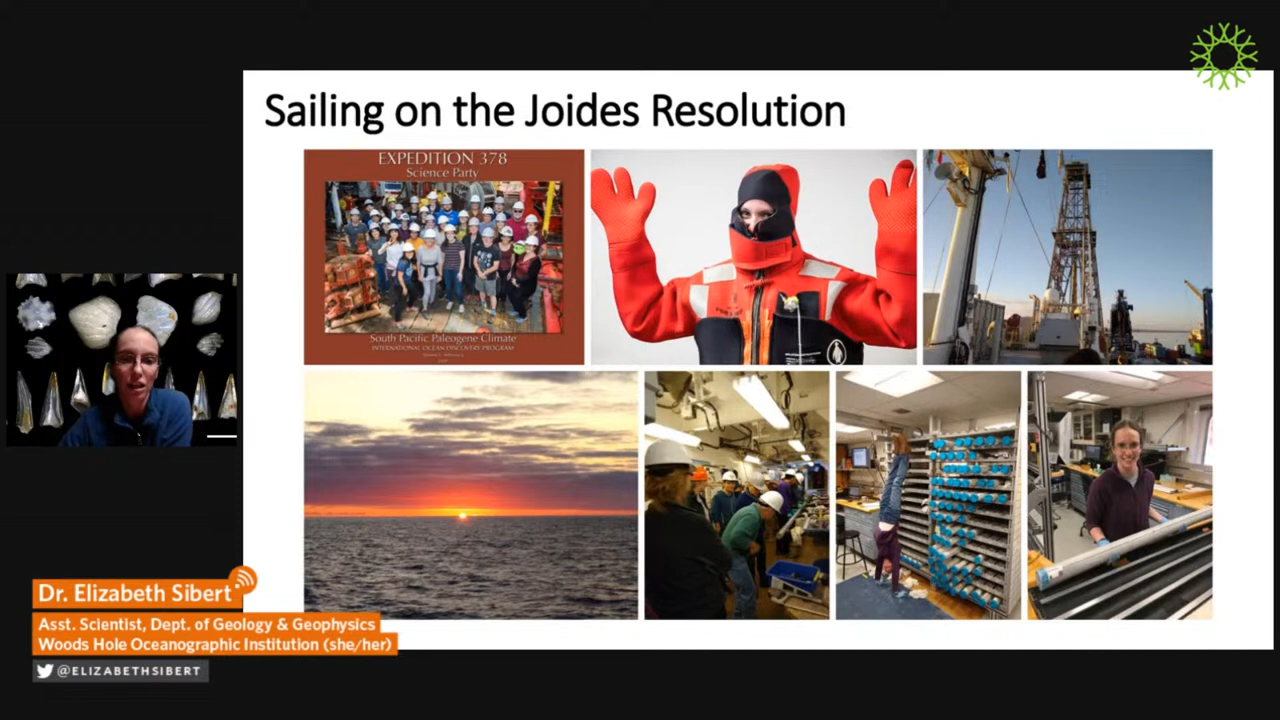 Sailing on the Joides Resolution
EXPEDITION 378
Science Party
South Pacific Paleogene Climate
INTERNATIONAL OCEAN DISCOVERY PROGRAM
Dr. Elizabeth Sibert
Asst. Scientist, Dept. of Geology & Geophysics
Woods Hole Oceanographic Institution (she/her)
@ELIZABETHSIBERT